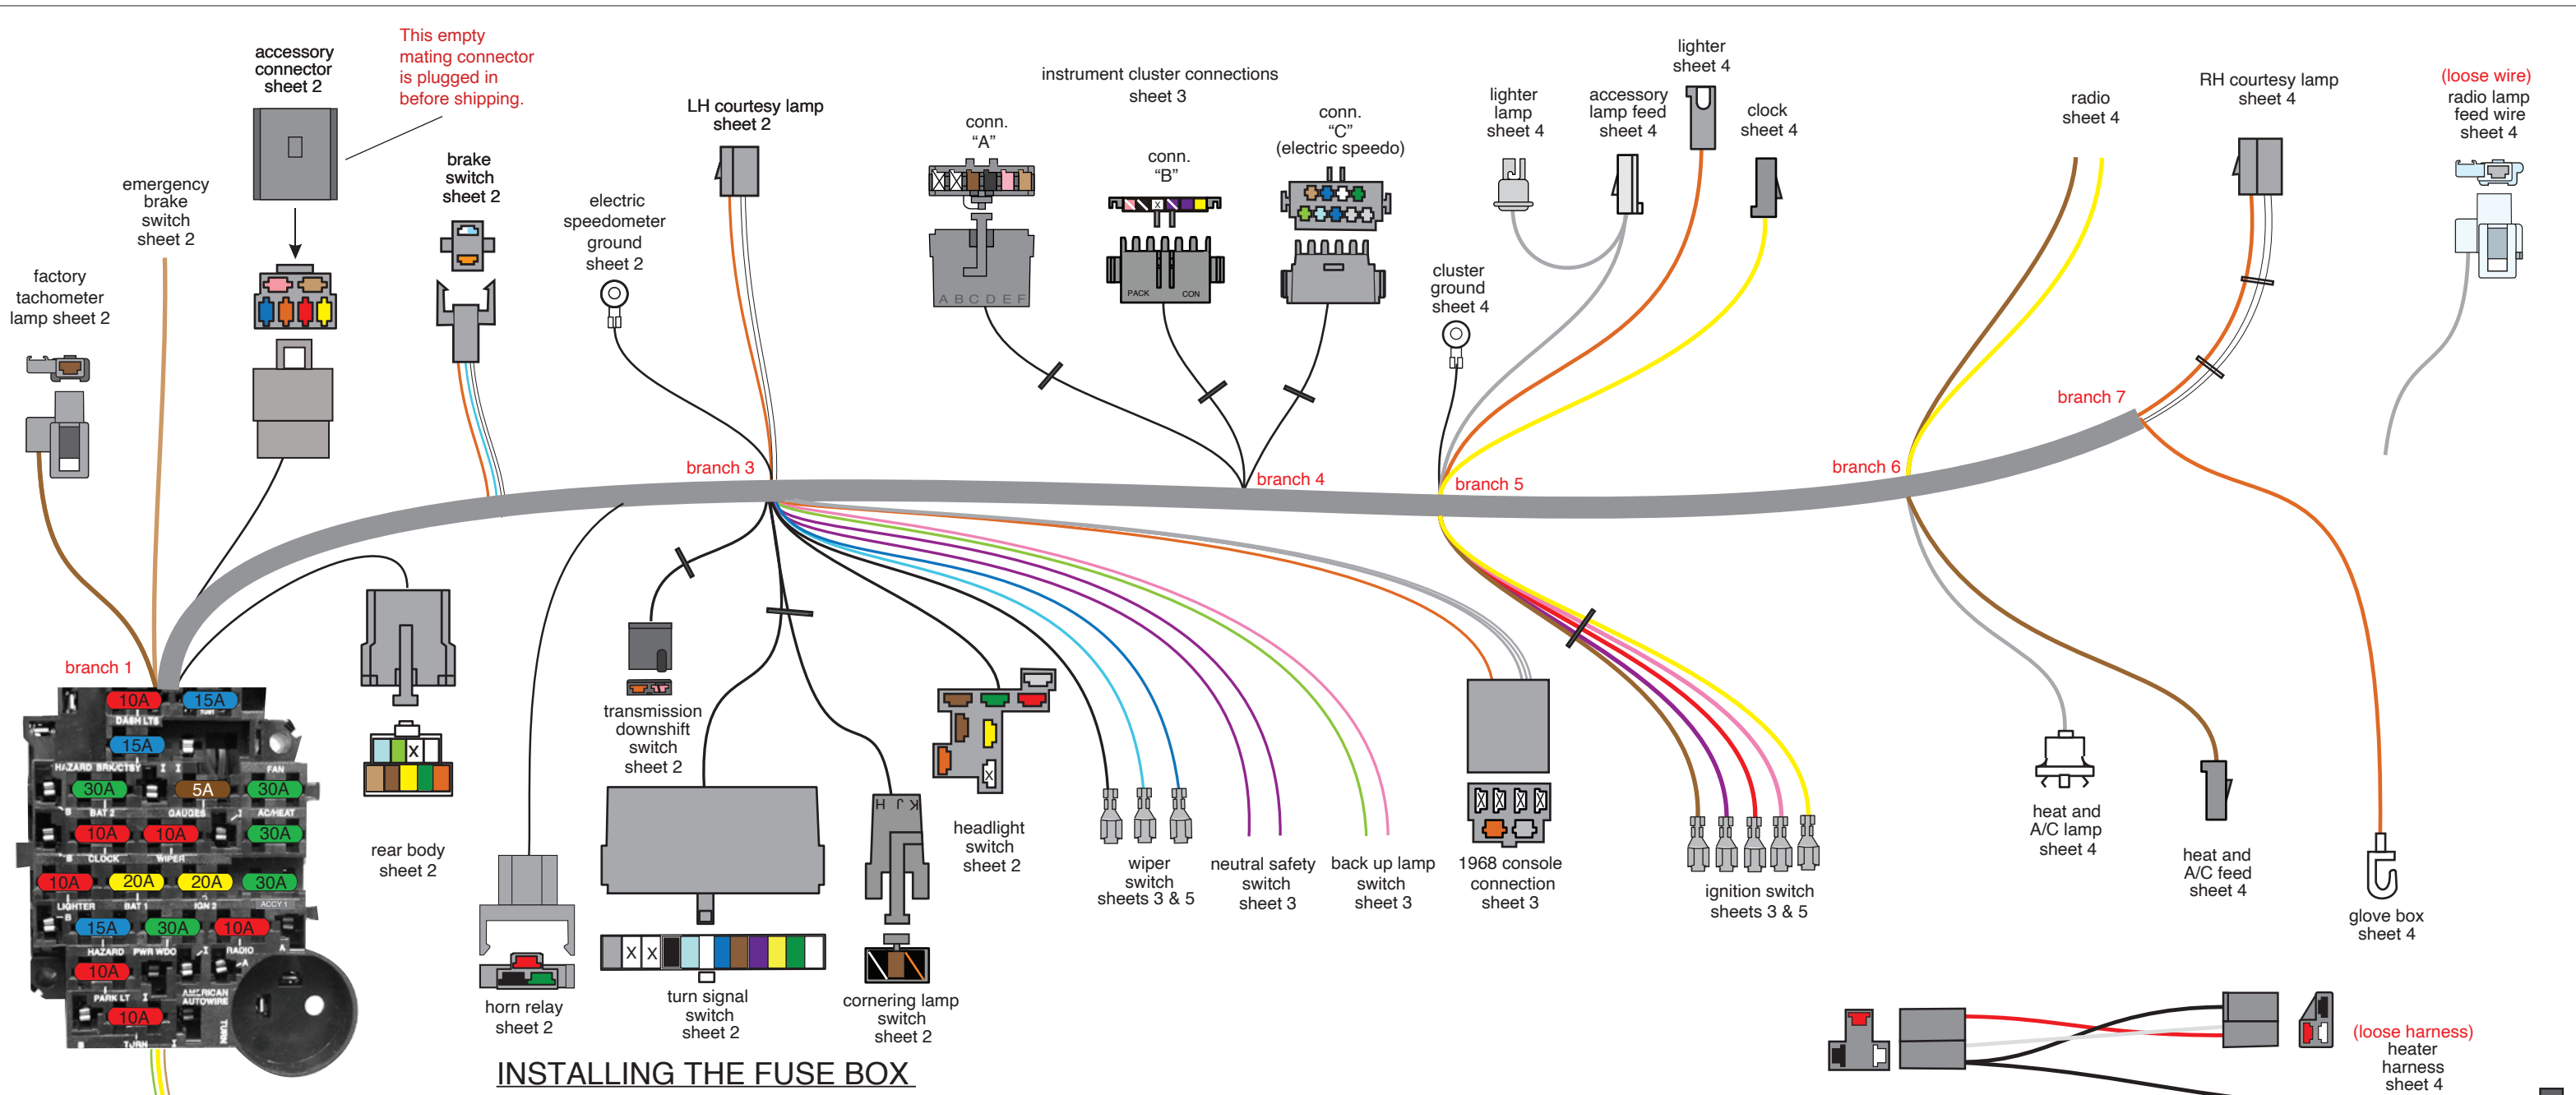 This empty
mating connector
is plugged in
before shipping.
accessory
connector
sheet 2
emergency
brake
switch
sheet 2
factory
tachometer
lamp sheet 2
brake
switch
sheet 2
electric
speedometer
ground
sheet 2
LH courtesy lamp
sheet 2
instrument cluster connections
sheet 3
conn.
“A”
A B C D E F
conn.
“B”
X
PACK CON
conn.
“C”
(electric speedo)
cluster
ground
sheet 4
lighter
lamp
sheet 4
accessory
lamp feed
sheet 4
lighter
sheet 4
clock
sheet 4
radio
sheet 4
RH courtesy lamp
sheet 4
(loose wire)
radio lamp
feed wire
sheet 4
branch 1
branch 3
branch 4
branch 5
branch 6
branch 7
10A 15A
DASH LTS
15A
HAZARD BRK/CTSY I I FAN
30A 5A 30A
B BAT 2 GAUGES I AC/HEAT
10A 10A 30A
B CLOCK WIPER
10A 20A 20A 30A
LIGHTER BAT 1 IGN 2 ACCY 1
B
15A 30A 10A
HAZARD PWR WDO I RADIO A
10A A
PARK LT I AMERICAN
AUTOWIRE
10A
B TURN I TURN
X
rear body
sheet 2
horn relay
sheet 2
transmission
downshift
switch
sheet 2
X X
turn signal
switch
sheet 2
H J K
cornering lamp
switch
sheet 2
X
headlight
switch
sheet 2
wiper
switch
sheets 3 & 5
neutral safety
switch
sheet 3
back up lamp
switch
sheet 3
X X X X
1968 console
connection
sheet 3
ignition switch
sheets 3 & 5
heat and
A/C lamp
sheet 4
heat and
A/C feed
sheet 4
glove box
sheet 4
(loose harness)
heater
harness
sheet 4
INSTALLING THE FUSE BOX